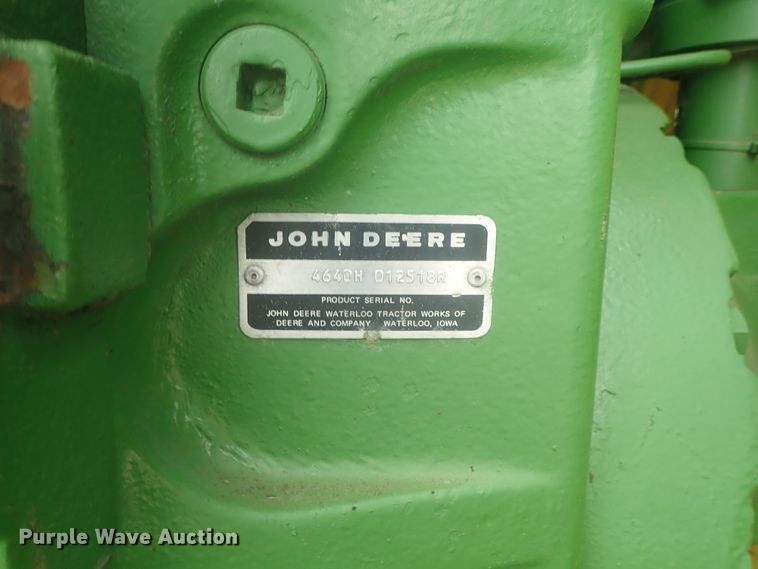 JOHN DEERE
4640H 012518R
PRODUCT SERIAL NO.
JOHN DEERE WATERLOO TRACTOR WORKS OF
DEERE AND COMPANY WATERLOO, IOWA
Purple Wave Auction